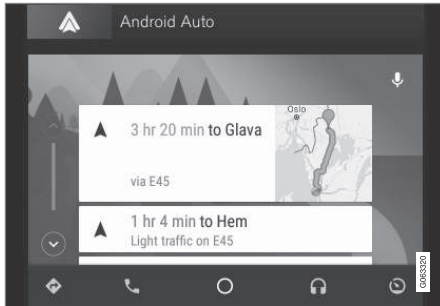 Android Auto
Oslo
3 hr 20 min to Glava
via E45
1 hr 4 min to Hem
Light traffic on E45
G063320